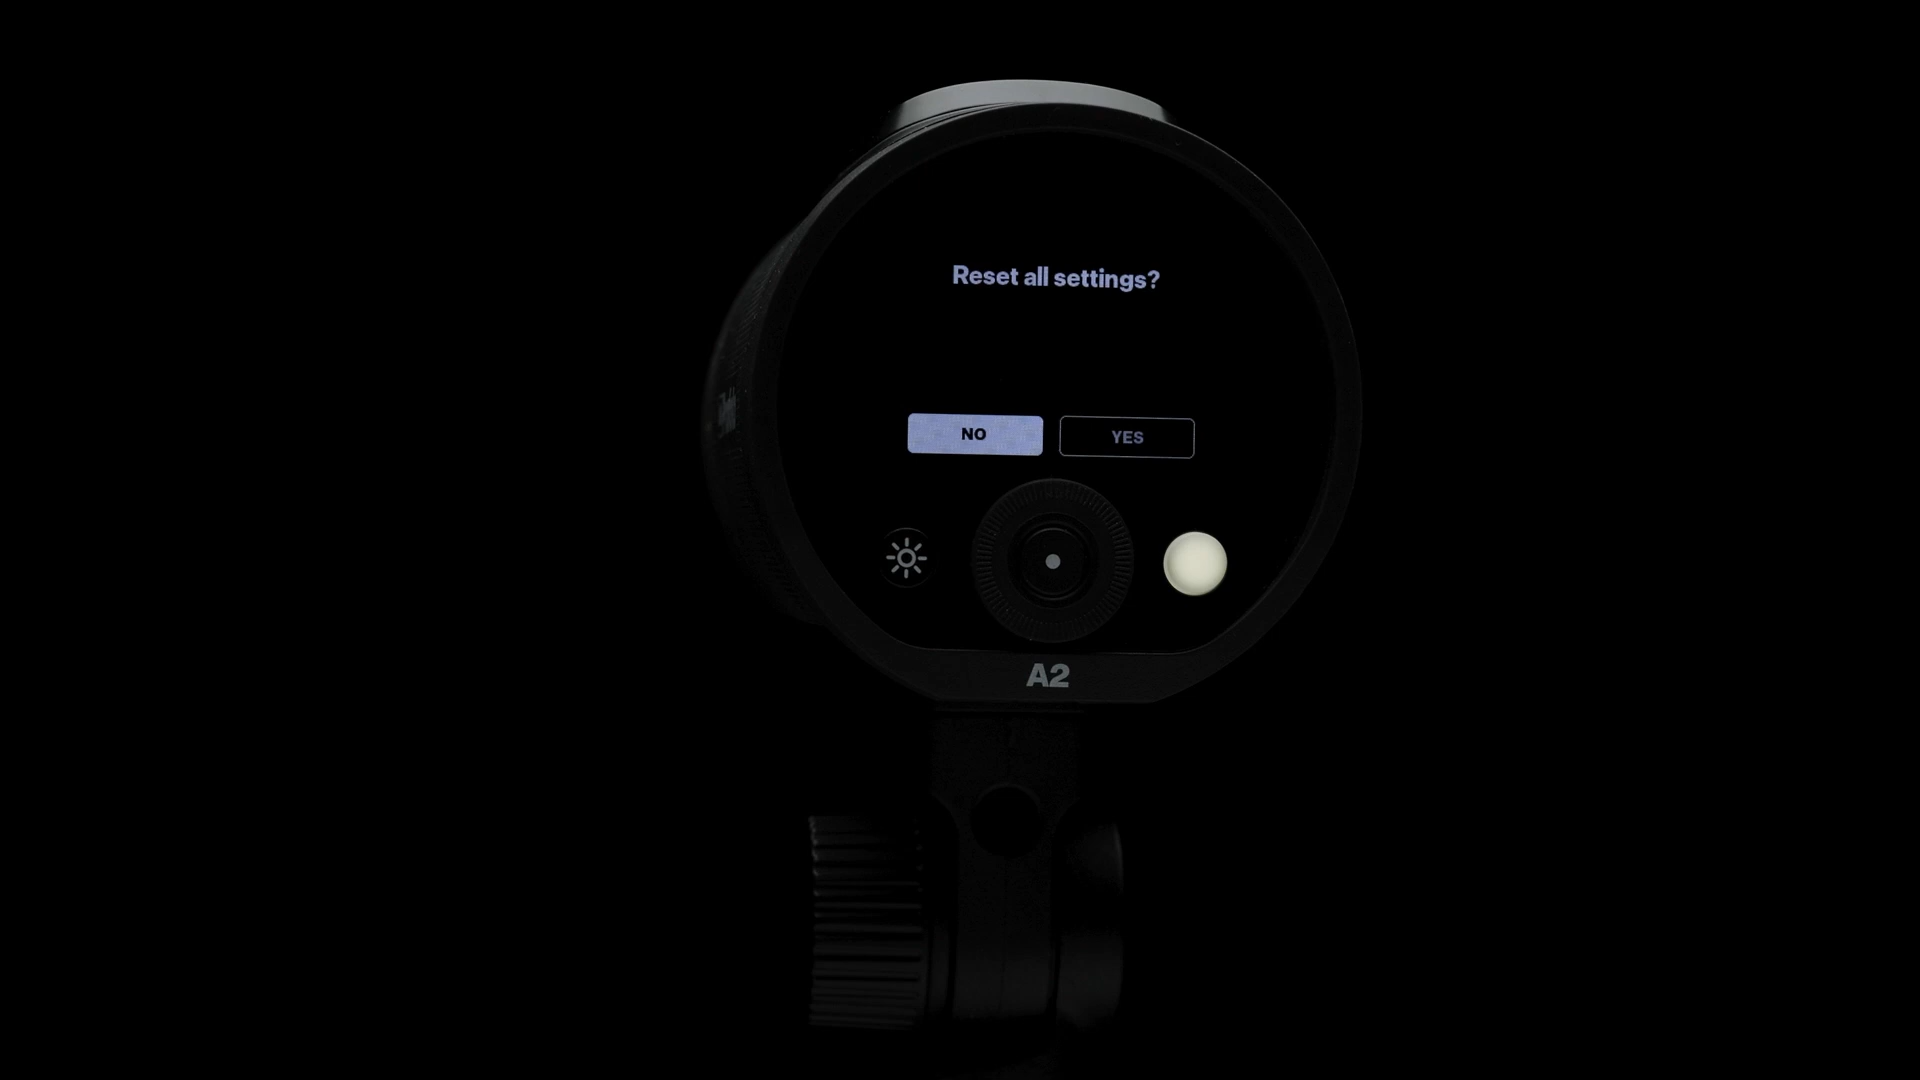 Reset all settings?
NO YES
A2